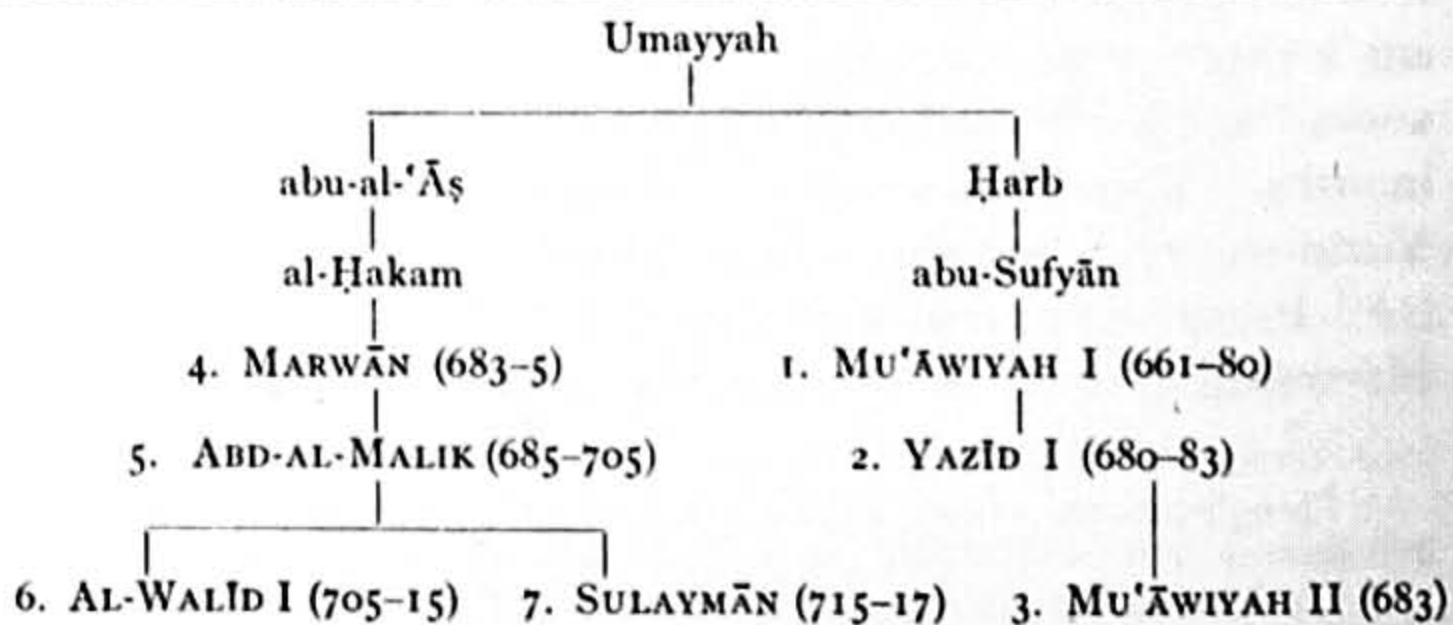 Umayyah
abu-al-‘Āṣ Ḥarb
al-Ḥakam abu-Sufyān
4. MARWĀN (683–5) 1. MU‘ĀWIYAH I (661–80)
5. ABD-AL-MALIK (685–705) 2. YAZĪD I (680–83)
6. AL-WALĪD I (705–15) 7. SULAYMĀN (715–17) 3. MU‘ĀWIYAH II (683)